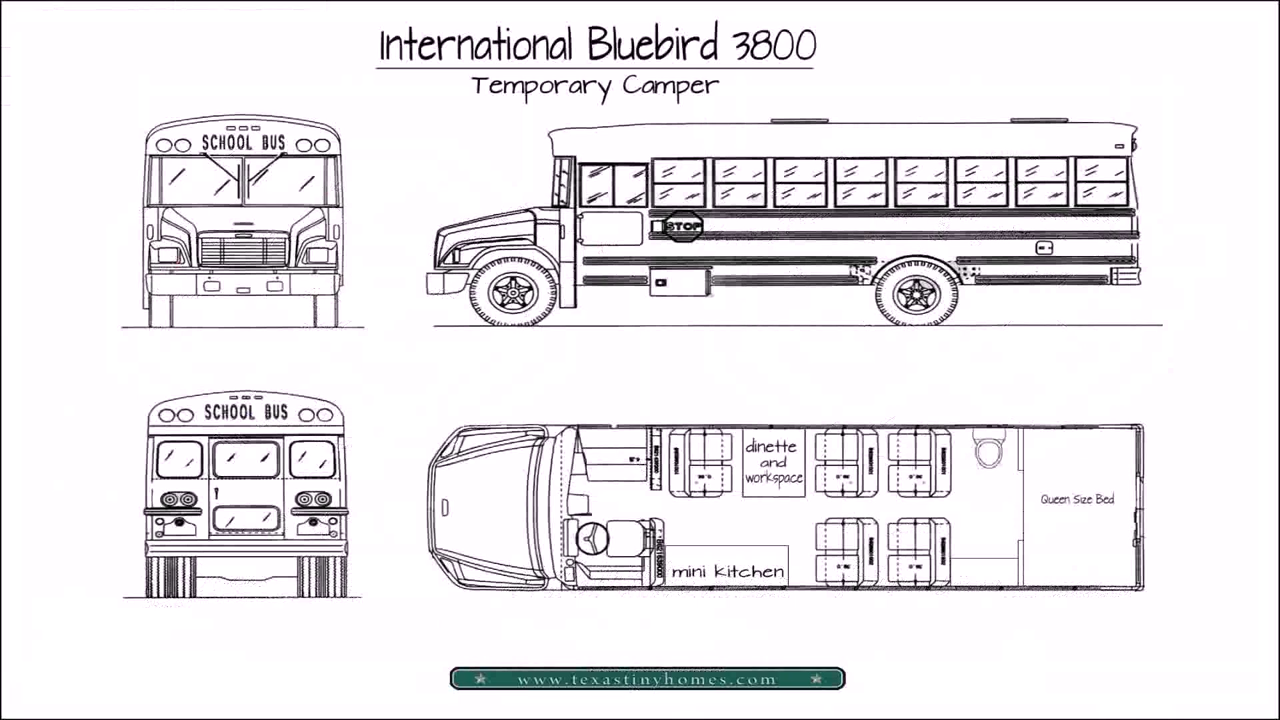 International Bluebird 3800
Temporary Camper
SCHOOL BUS
STOP
SCHOOL BUS
dinette
and
workspace
Queen Size Bed
mini kitchen
www.texastinyhomes.com